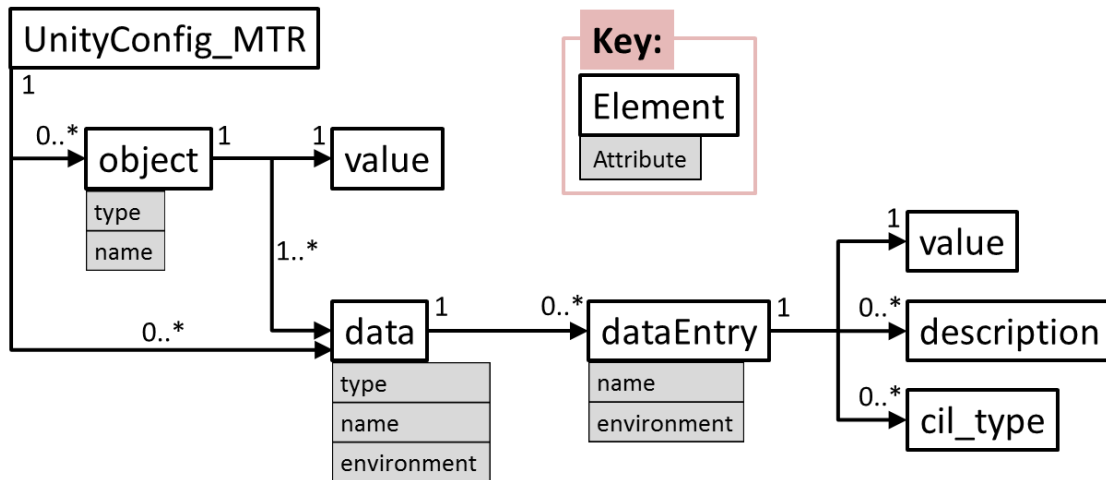 UnityConfig_MTR
1
0..*
object
type
name
1
1
value
1..*
0..*
data
type
name
environment
1
0..*
dataEntry
name
environment
1
1
value
0..*
description
0..*
cil_type
Key:
Element
Attribute